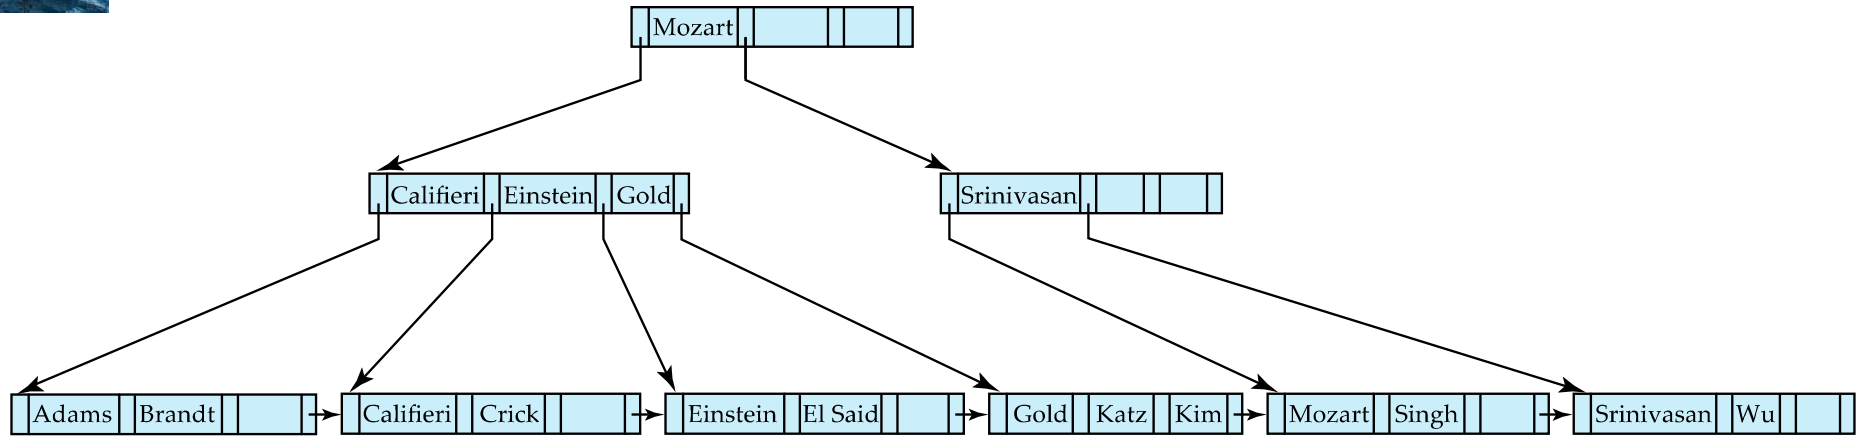 Mozart
Califieri Einstein Gold Srinivasan
Adams Brandt Califieri Crick Einstein El Said Gold Katz Kim Mozart Singh Srinivasan Wu